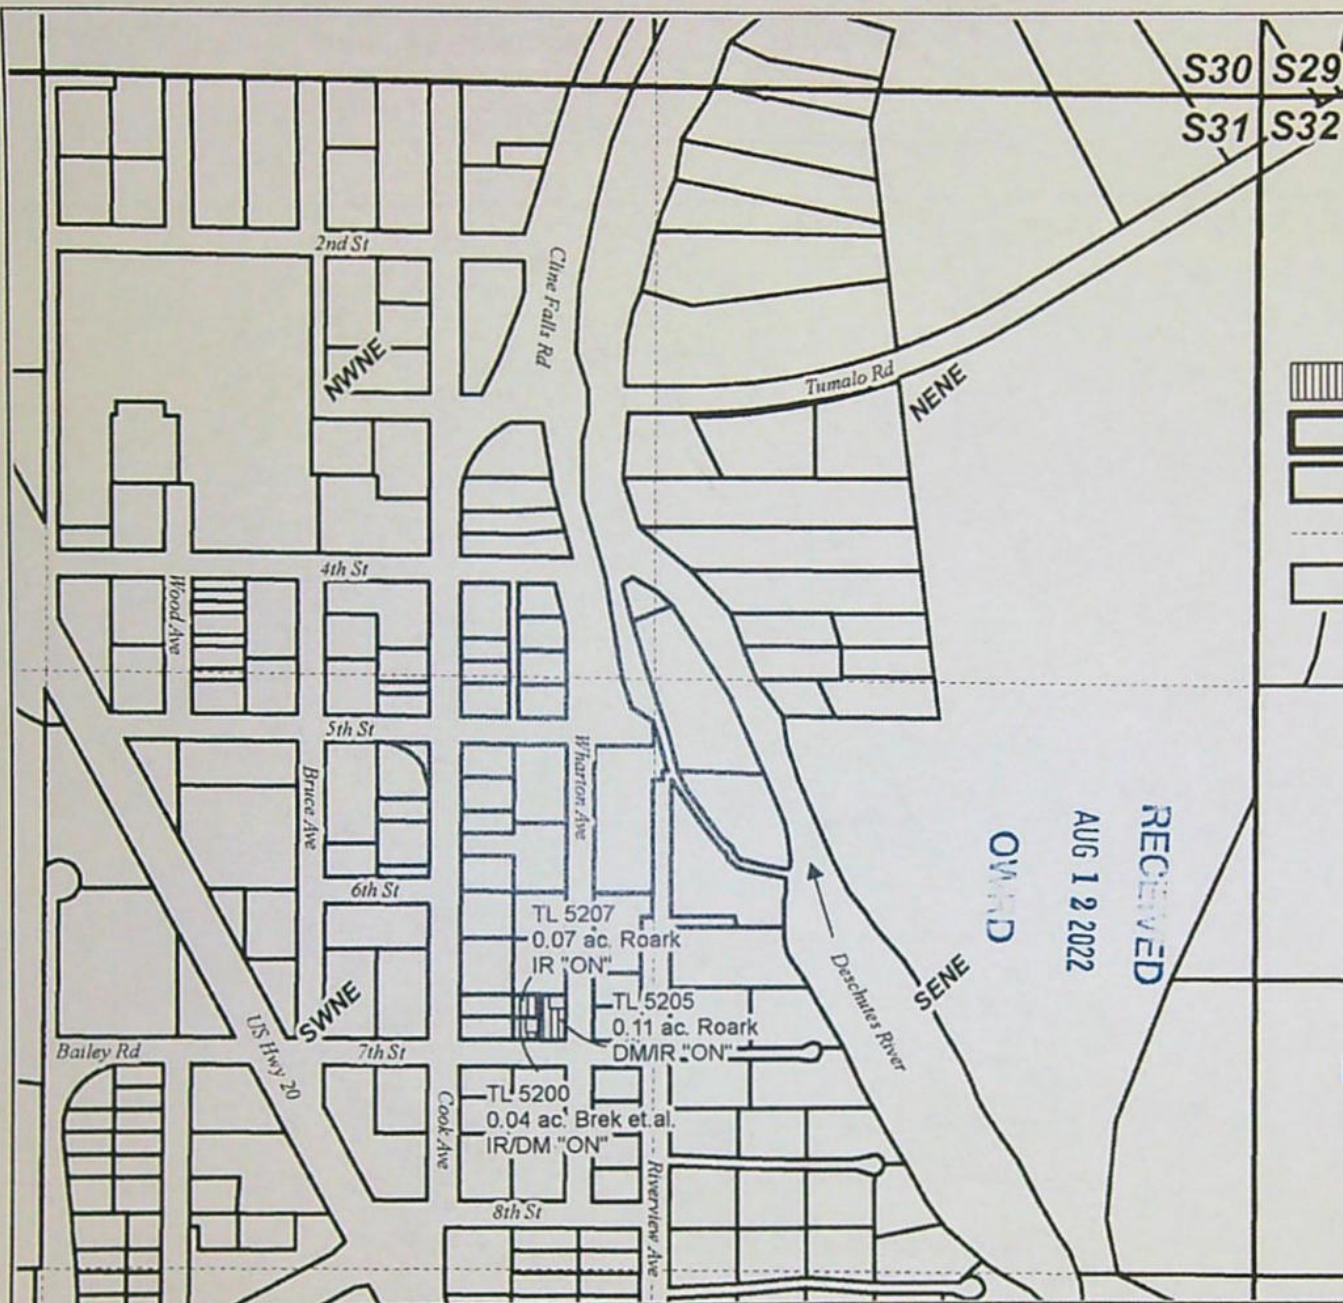 S30 S29
S31 S32
2nd St
Cline Falls Rd
NWNE
Tumalo Rd
NENE
4th St
Wood Ave
5th St
Bruce Ave
Wharton Ave
RECEIVED
AUG 12 2022
OWRD
6th St
TL 5207
0.07 ac. Roark
IR "ON"
Deschutes River
SENE
SWNE
TL 5205
0.11 ac. Roark
DM/IR "ON"
Bailey Rd
US Hwy 20
7th St
TL 5200
0.04 ac. Brek et.al.
IR/DM "ON"
Cook Ave
Riverview Ave
8th St